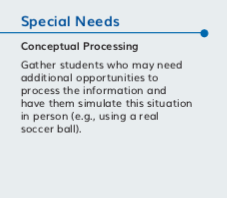 Special Needs
Conceptual Processing
Gather students who may need
additional opportunities to
process the information and
have them simulate this situation
in person (e.g., using a real
soccer ball).